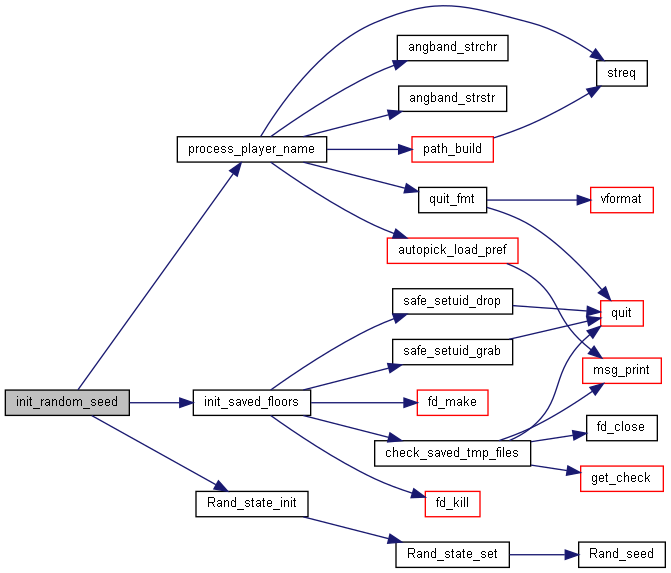 angband_strchr
streq
angband_strstr
process_player_name
path_build
quit_fmt
vformat
autopick_load_pref
safe_setuid_drop
quit
safe_setuid_grab
msg_print
init_random_seed
init_saved_floors
fd_make
fd_close
check_saved_tmp_files
get_check
Rand_state_init
fd_kill
Rand_state_set
Rand_seed